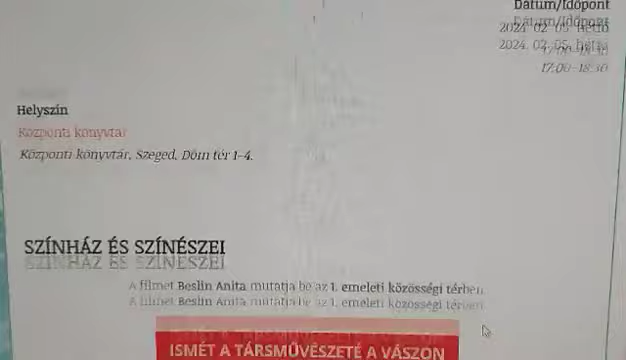 Dátum/Időpont
2024. 02. 05. hétfő
17:00-18:30
Helyszín
Központi könyvtár
Központi könyvtár, Szeged, Dóm tér 1-4.
SZÍNHÁZ ÉS SZÍNÉSZEI
A filmet Beslin Anita mutatja be az 1. emeleti közösségi térben.
ISMÉT A TÁRSMŰVÉSZETÉ A VÁSZON